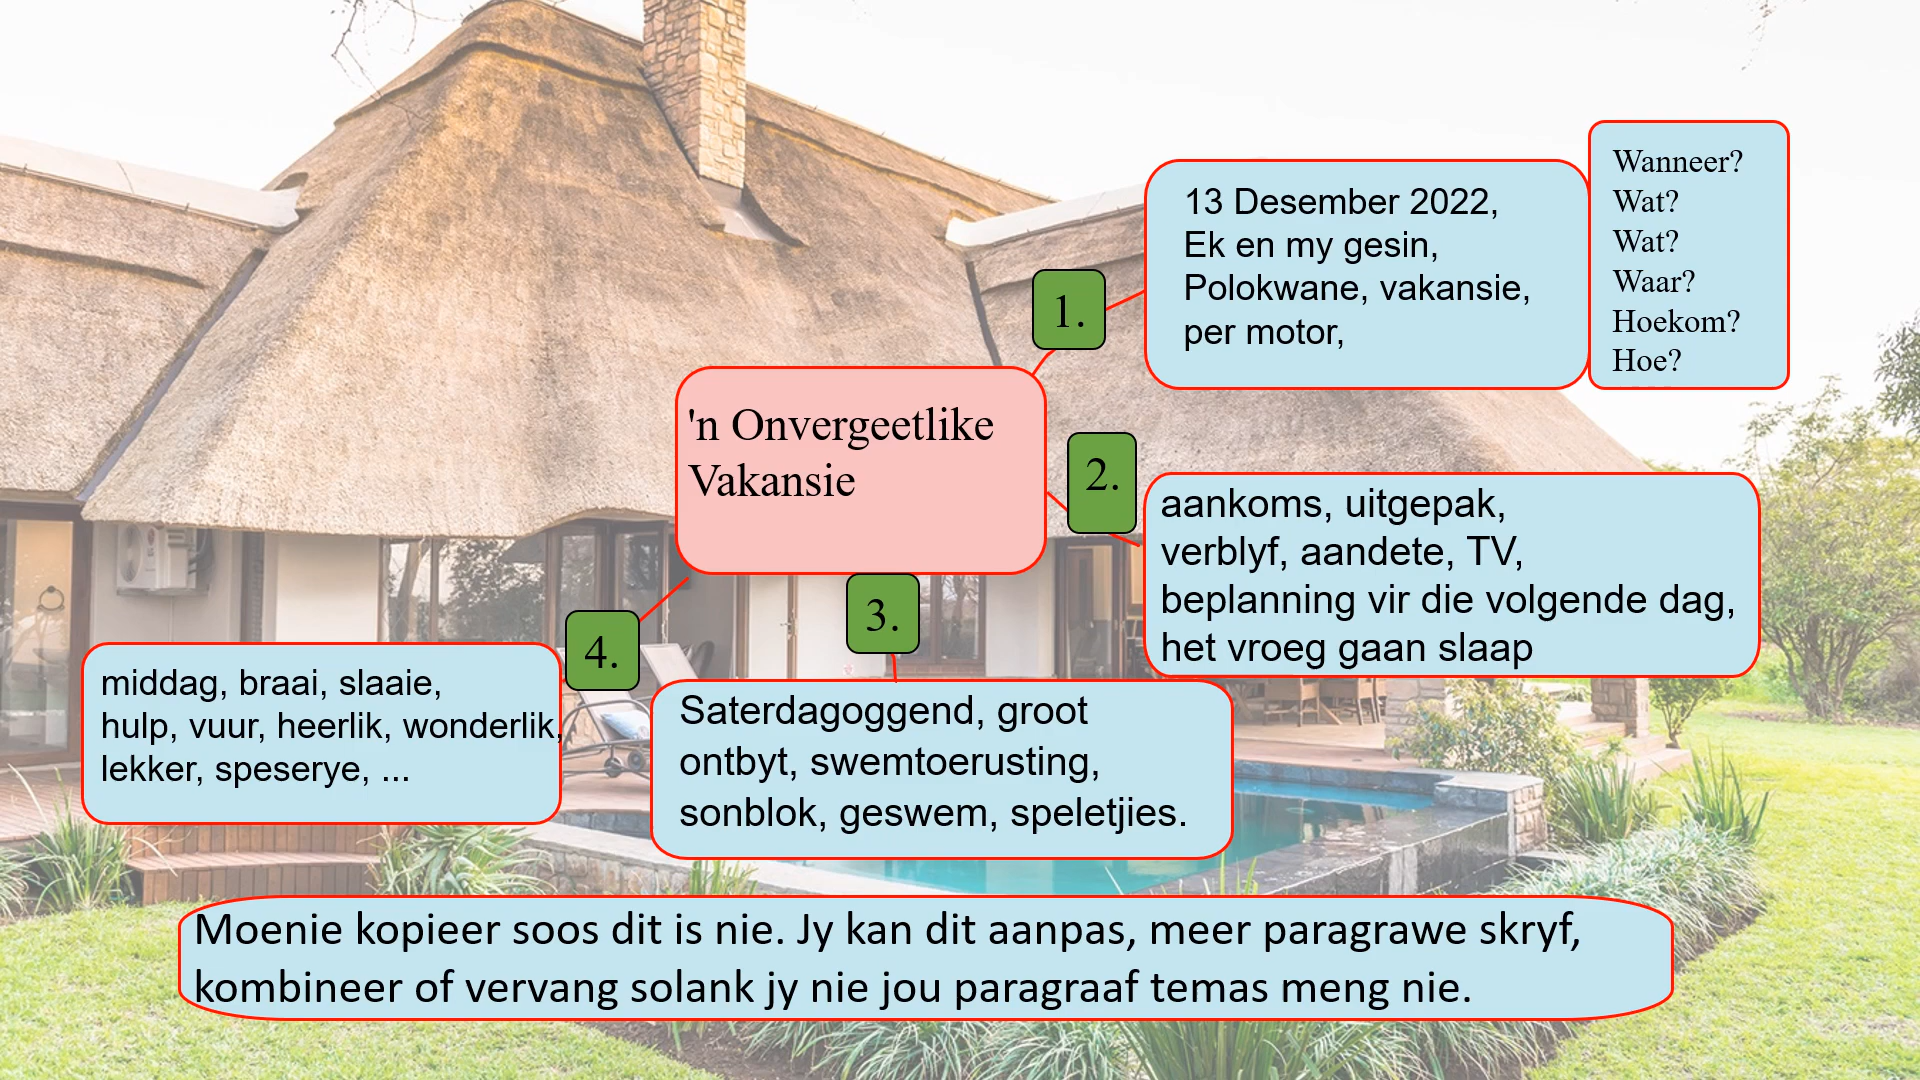 'n Onvergeetlike
Vakansie
1.
13 Desember 2022,
Ek en my gesin,
Polokwane, vakansie,
per motor,
Wanneer?
Wat?
Wat?
Waar?
Hoekom?
Hoe?
2.
aankoms, uitgepak,
verblyf, aandete, TV,
beplanning vir die volgende dag,
het vroeg gaan slaap
3.
Saterdagoggend, groot
ontbyt, swemtoerusting,
sonblok, geswem, speletjies.
4.
middag, braai, slaaie,
hulp, vuur, heerlik, wonderlik,
lekker, speserye, ...
Moenie kopieer soos dit is nie. Jy kan dit aanpas, meer paragrawe skryf,
kombineer of vervang solank jy nie jou paragraaf temas meng nie.